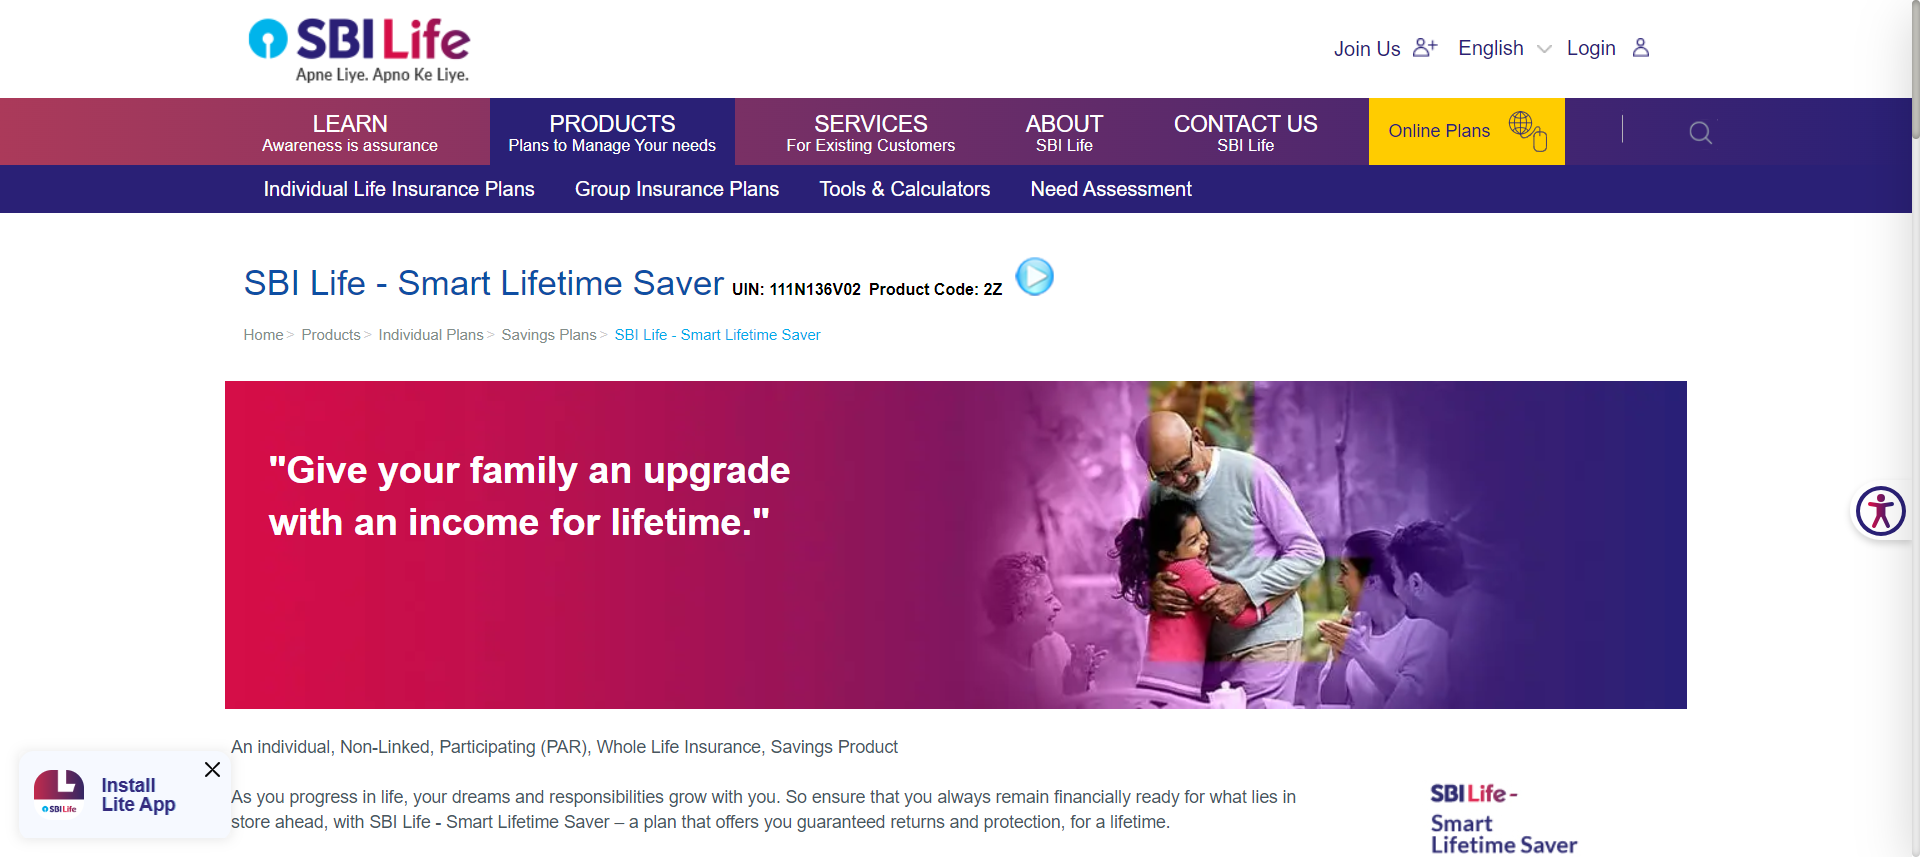 SBI Life
Apne Liye. Apno Ke Liye.
Join Us English Login
LEARN
Awareness is assurance
PRODUCTS
Plans to Manage Your needs
SERVICES
For Existing Customers
ABOUT
SBI Life
CONTACT US
SBI Life
Online Plans
Individual Life Insurance Plans Group Insurance Plans Tools & Calculators Need Assessment
SBI Life - Smart Lifetime Saver UIN: 111N136V02 Product Code: 2Z
Home > Products > Individual Plans > Savings Plans > SBI Life - Smart Lifetime Saver
"Give your family an upgrade
with an income for lifetime."
An individual, Non-Linked, Participating (PAR), Whole Life Insurance, Savings Product
As you progress in life, your dreams and responsibilities grow with you. So ensure that you always remain financially ready for what lies in
store ahead, with SBI Life - Smart Lifetime Saver – a plan that offers you guaranteed returns and protection, for a lifetime.
SBI Life -
Smart
Lifetime Saver
SBI Life
Install
Lite App